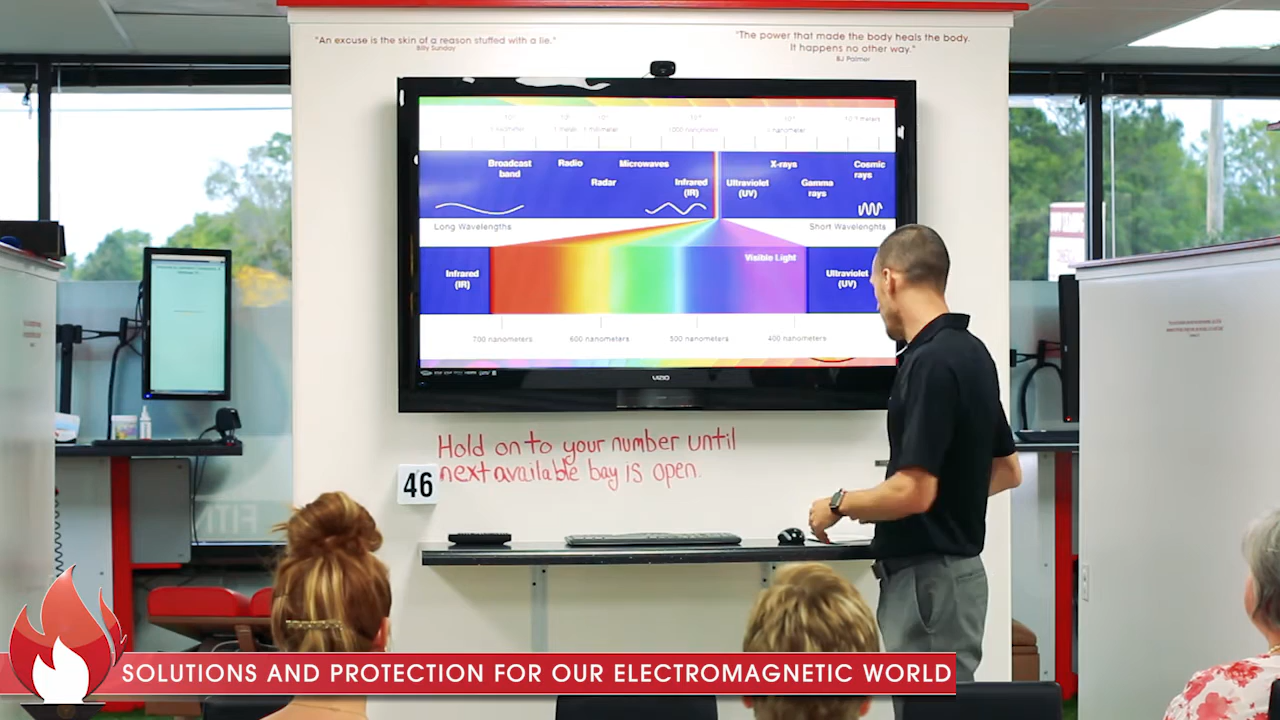 "An excuse is the skin of a reason stuffed with a lie."
Billy Sunday
"The power that made the body heals the body.
It happens no other way."
BJ Palmer
1000 nanometers
Broadcast
band
Radio
Microwaves
X-rays
Cosmic
rays
Radar
Infrared
(IR)
Ultraviolet
(UV)
Gamma
rays
Long Wavelengths
Short Wavelengths
Visible Light
Infrared
(IR)
Ultraviolet
(UV)
700 nanometers
600 nanometers
500 nanometers
400 nanometers
VIZIO
Hold on to your number until
next available bay is open.
46
SOLUTIONS AND PROTECTION FOR OUR ELECTROMAGNETIC WORLD